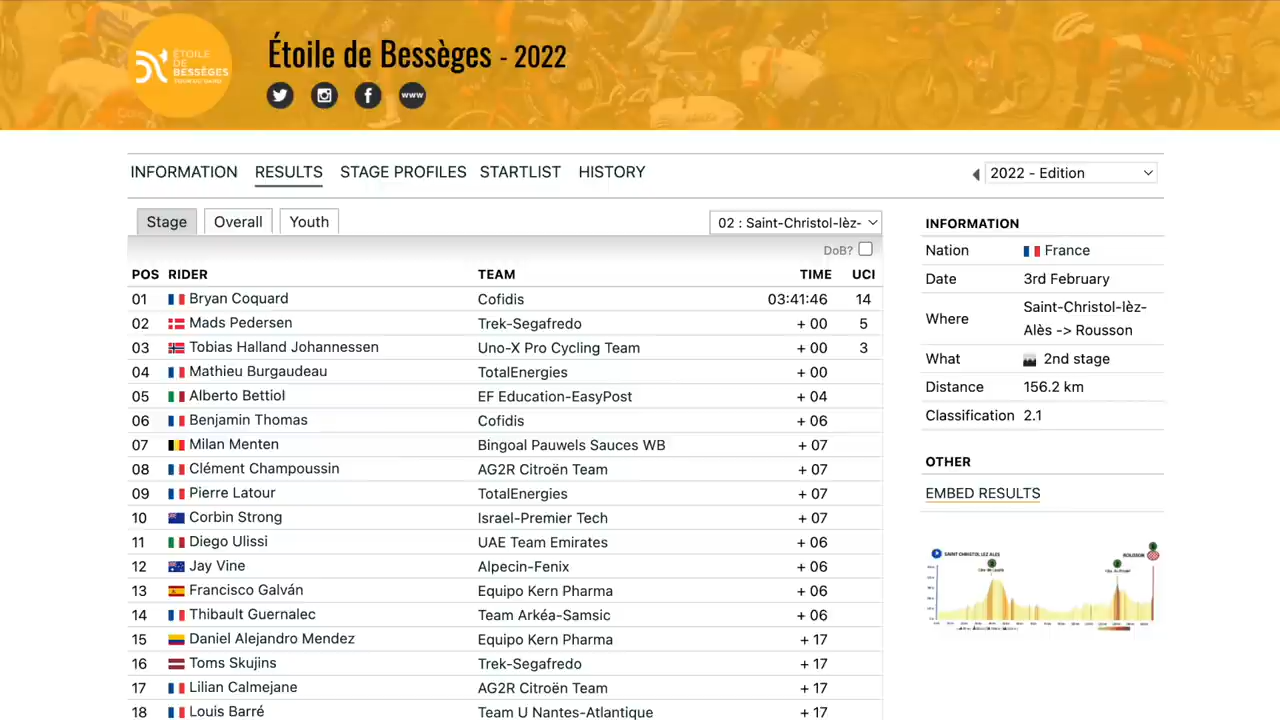 ÉTOILE
DE
BESSÈGES
Étoile de Bessèges - 2022
www
INFORMATION RESULTS STAGE PROFILES STARTLIST HISTORY 2022 - Edition
Stage Overall Youth 02 : Saint-Christol-lèz-
DoB?
POS RIDER TEAM TIME UCI
01 Bryan Coquard Cofidis 03:41:46 14
02 Mads Pedersen Trek-Segafredo + 00 5
03 Tobias Halland Johannessen Uno-X Pro Cycling Team + 00 3
04 Mathieu Burgaudeau TotalEnergies + 00
05 Alberto Bettiol EF Education-EasyPost + 04
06 Benjamin Thomas Cofidis + 06
07 Milan Menten Bingoal Pauwels Sauces WB + 07
08 Clément Champoussin AG2R Citroën Team + 07
09 Pierre Latour TotalEnergies + 07
10 Corbin Strong Israel-Premier Tech + 07
11 Diego Ulissi UAE Team Emirates + 06
12 Jay Vine Alpecin-Fenix + 06
13 Francisco Galván Equipo Kern Pharma + 06
14 Thibault Guernalec Team Arkéa-Samsic + 06
15 Daniel Alejandro Mendez Equipo Kern Pharma + 17
16 Toms Skujins Trek-Segafredo + 17
17 Lilian Calmejane AG2R Citroën Team + 17
18 Louis Barré Team U Nantes-Atlantique + 17
INFORMATION
Nation France
Date 3rd February
Where Saint-Christol-lèz-
Alès -> Rousson
What 2nd stage
Distance 156.2 km
Classification 2.1
OTHER
EMBED RESULTS
SAINT CHRISTOL LEZ ALES
ROUSSON